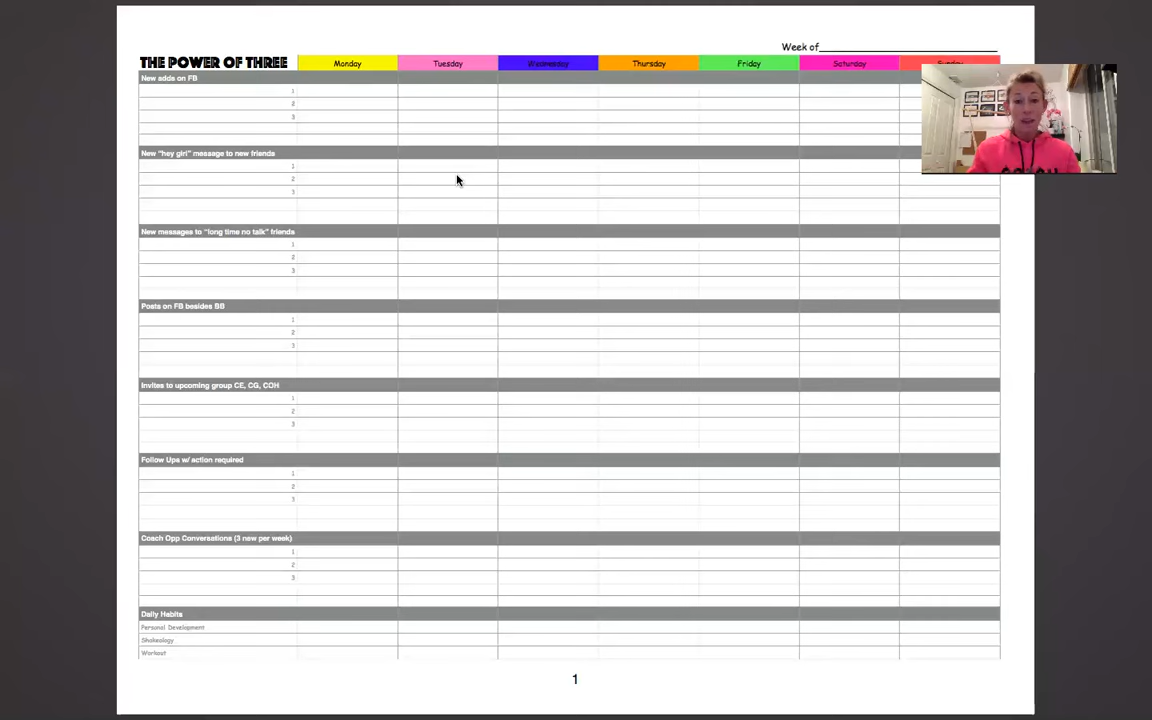 Week of
THE POWER OF THREE Monday Tuesday Wednesday Thursday Friday Saturday Sunday
New adds on FB
1
2
3
New "hey girl" message to new friends
1
2
3
New messages to "long time no talk" friends
1
2
3
Posts on FB besides BB
1
2
3
Invites to upcoming group CE, CG, COH
1
2
3
Follow Ups w/ action required
1
2
3
Coach Opp Conversations (3 new per week)
1
2
3
Daily Habits
Personal Development
Shakeology
Workout
1